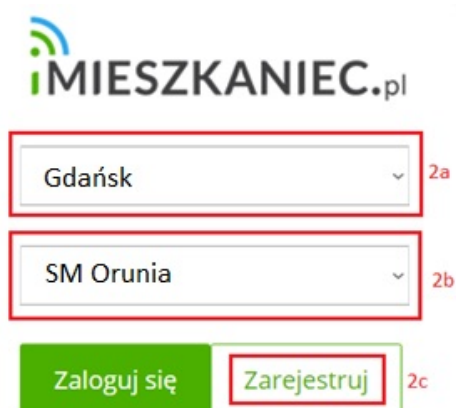 iMIESZKANIEC.pl
Gdańsk 2a
SM Orunia 2b
Zaloguj się Zarejestruj 2c